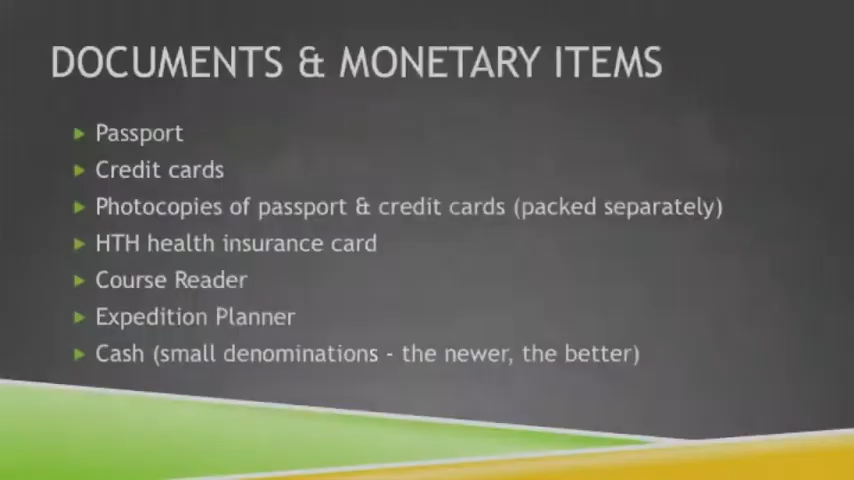 DOCUMENTS & MONETARY ITEMS
Passport
Credit cards
Photocopies of passport & credit cards (packed separately)
HTH health insurance card
Course Reader
Expedition Planner
Cash (small denominations - the newer, the better)